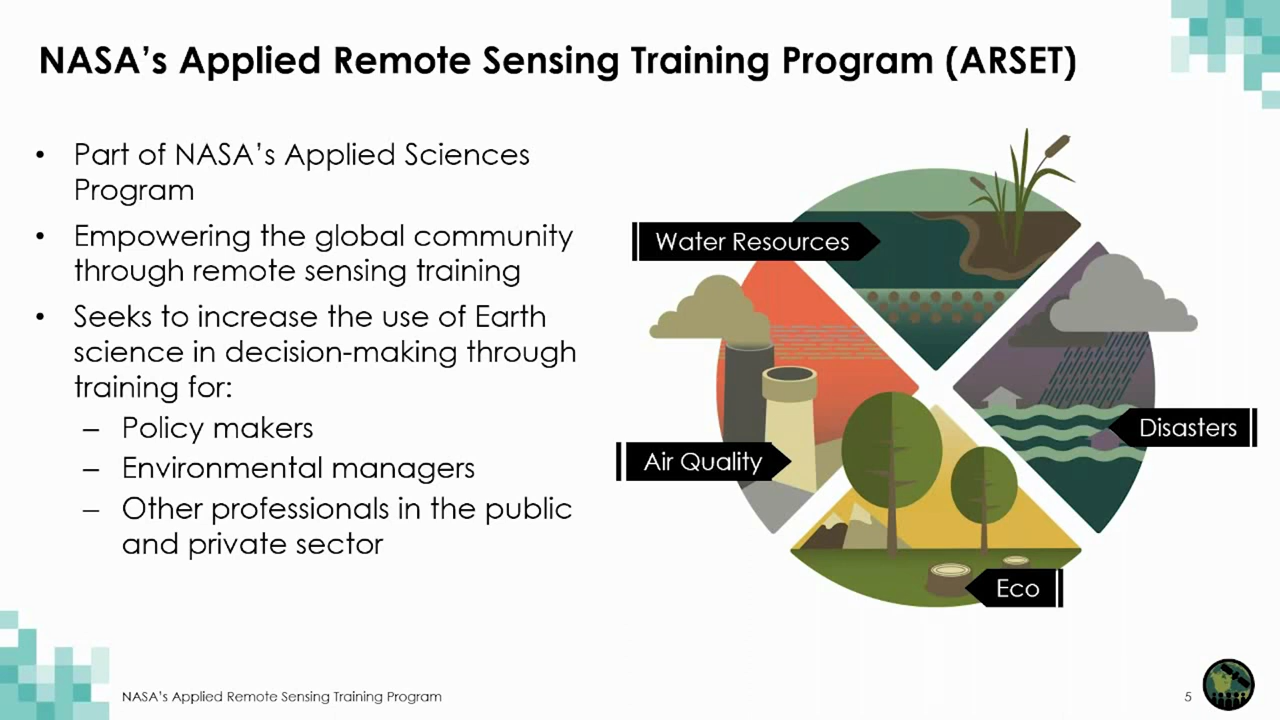 NASA's Applied Remote Sensing Training Program (ARSET)
• Part of NASA's Applied Sciences
Program
• Empowering the global community
through remote sensing training
• Seeks to increase the use of Earth
science in decision-making through
training for:
– Policy makers
– Environmental managers
– Other professionals in the public
and private sector
Water Resources
Disasters
Air Quality
Eco
NASA's Applied Remote Sensing Training Program
5